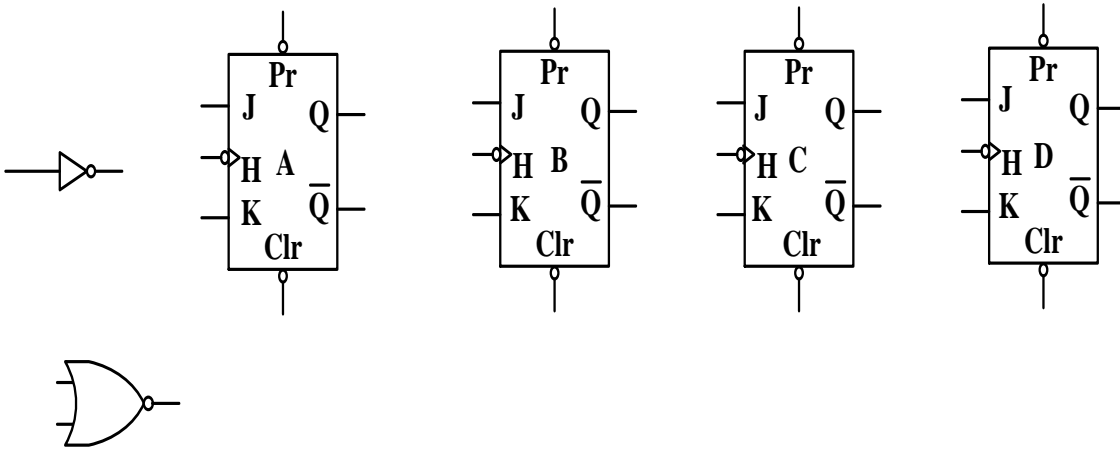 Pr Pr Pr Pr
J Q J Q J Q J Q
H A H B H C H D
K Q̅ K Q̅ K Q̅ K Q̅
Clr Clr Clr Clr